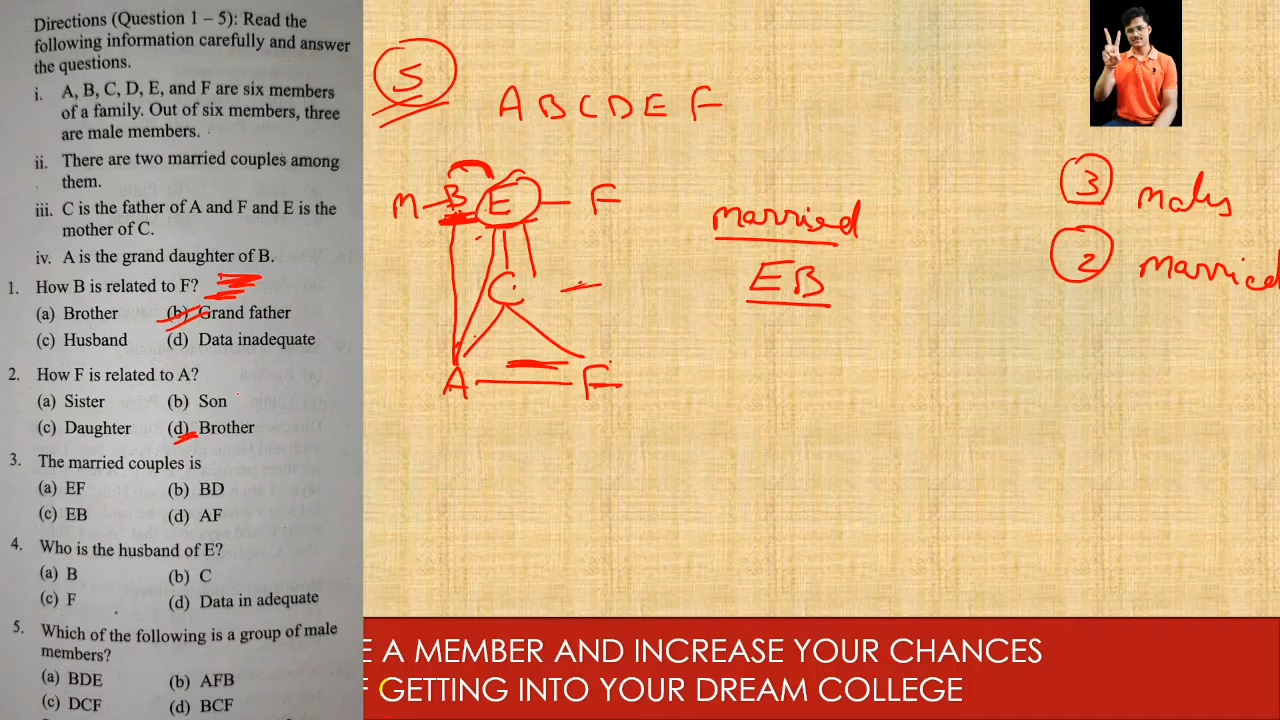 Directions (Question 1 – 5): Read the
following information carefully and answer
the questions.
i. A, B, C, D, E, and F are six members
of a family. Out of six members, three
are male members.
ii. There are two married couples among
them.
iii. C is the father of A and F and E is the
mother of C.
iv. A is the grand daughter of B.
1. How B is related to F?
(a) Brother (b) Grand father
(c) Husband (d) Data inadequate
2. How F is related to A?
(a) Sister (b) Son
(c) Daughter (d) Brother
3. The married couples is
(a) EF (b) BD
(c) EB (d) AF
4. Who is the husband of E?
(a) B (b) C
(c) F (d) Data in adequate
5. Which of the following is a group of male
members?
(a) BDE (b) AFB
(c) DCF (d) BCF
5
A B C D E F
M B E F
C
A F
married
EB
3 males
2 married
E A MEMBER AND INCREASE YOUR CHANCES
F GETTING INTO YOUR DREAM COLLEGE